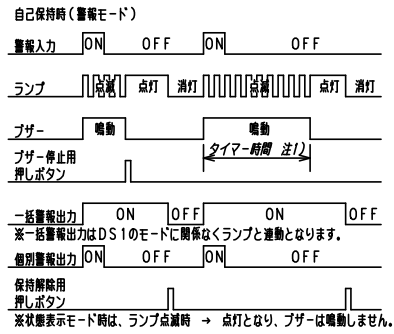 自己保持時(警報モード)
警報入力 ON OFF ON OFF
ランプ 点滅 点灯 消灯 点滅 点灯 消灯
ブザー 鳴動 鳴動
タイマー時間 注1)
ブザー停止用
押しボタン
一括警報出力 ON OFF ON OFF
※一括警報出力はDS1のモードに関係なくランプと連動となります。
個別警報出力 ON OFF ON OFF
保持解除用
押しボタン
※状態表示モード時は、ランプ点滅時 → 点灯となり、ブザーは鳴動しません。